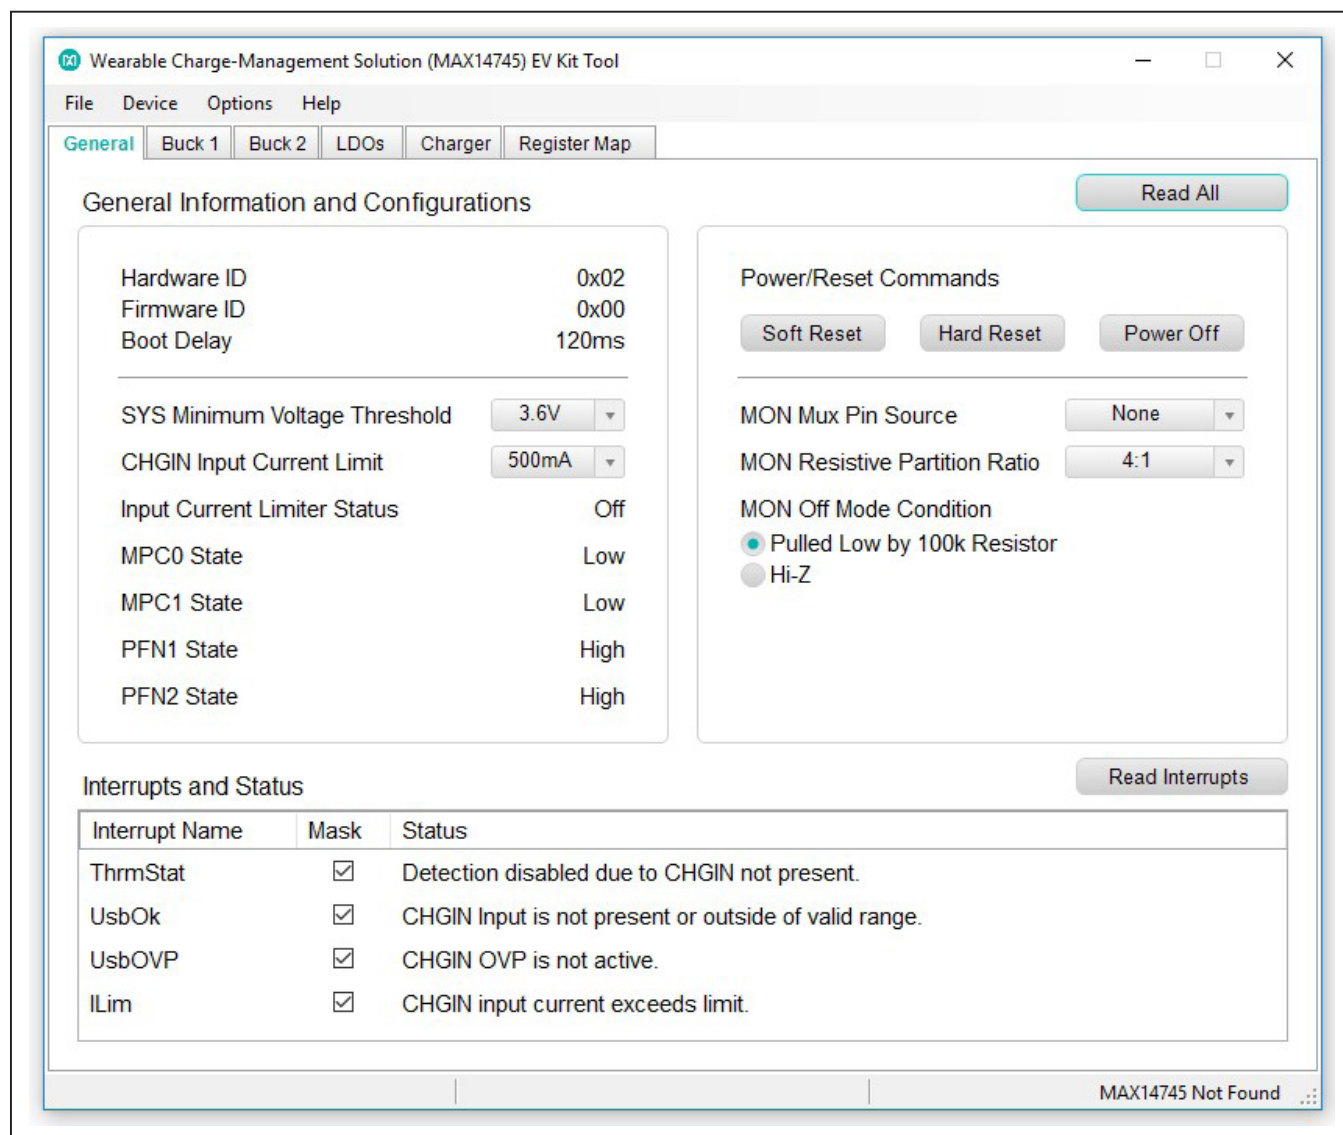 Wearable Charge-Management Solution (MAX14745) EV Kit Tool
File Device Options Help
General Buck 1 Buck 2 LDOs Charger Register Map
General Information and Configurations
Read All
Hardware ID 0x02
Firmware ID 0x00
Boot Delay 120ms
SYS Minimum Voltage Threshold 3.6V
CHGIN Input Current Limit 500mA
Input Current Limiter Status Off
MPC0 State Low
MPC1 State Low
PFN1 State High
PFN2 State High
Power/Reset Commands
Soft Reset Hard Reset Power Off
MON Mux Pin Source None
MON Resistive Partition Ratio 4:1
MON Off Mode Condition
Pulled Low by 100k Resistor
Hi-Z
Interrupts and Status
Read Interrupts
Interrupt Name Mask Status
ThrmStat Detection disabled due to CHGIN not present.
UsbOk CHGIN Input is not present or outside of valid range.
UsbOVP CHGIN OVP is not active.
ILim CHGIN input current exceeds limit.
MAX14745 Not Found